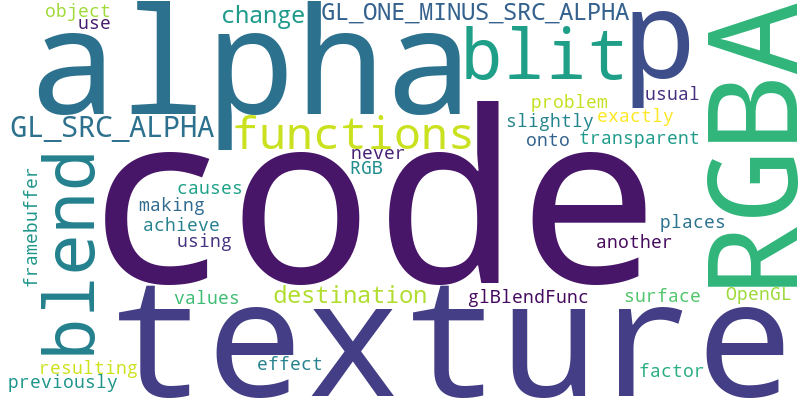 object
use
change
GL_ONE_MINUS_SRC_ALPHA
alpha
blit
p
RGBA
usual
problem
exactly
slightly
onto
transparent
GL_SRC_ALPHA
functions
never
RGB
code
blend
framebuffer
causes
making
achieve
using
places
another
values
destination
glBlendFunc
surface
OpenGL
texture
resulting
previously
effect
factor